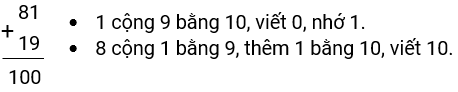 81
+
19
100
• 1 cộng 9 bằng 10, viết 0, nhớ 1.
• 8 cộng 1 bằng 9, thêm 1 bằng 10, viết 10.